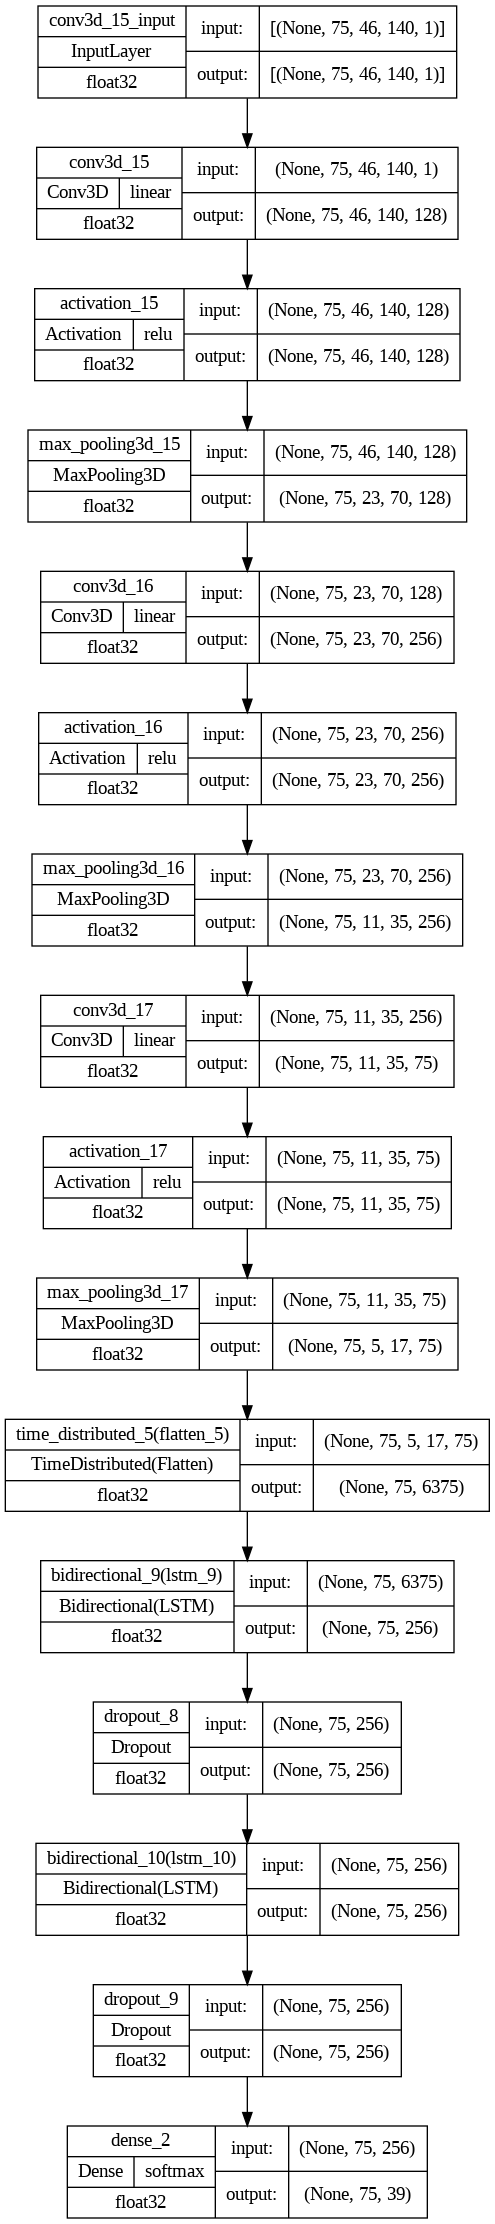 conv3d_15_input
InputLayer
float32
input:
[(None, 75, 46, 140, 1)]
output:
[(None, 75, 46, 140, 1)]
conv3d_15
Conv3D linear
float32
input:
(None, 75, 46, 140, 1)
output:
(None, 75, 46, 140, 128)
activation_15
Activation relu
float32
input:
(None, 75, 46, 140, 128)
output:
(None, 75, 46, 140, 128)
max_pooling3d_15
MaxPooling3D
float32
input:
(None, 75, 46, 140, 128)
output:
(None, 75, 23, 70, 128)
conv3d_16
Conv3D linear
float32
input:
(None, 75, 23, 70, 128)
output:
(None, 75, 23, 70, 256)
activation_16
Activation relu
float32
input:
(None, 75, 23, 70, 256)
output:
(None, 75, 23, 70, 256)
max_pooling3d_16
MaxPooling3D
float32
input:
(None, 75, 23, 70, 256)
output:
(None, 75, 11, 35, 256)
conv3d_17
Conv3D linear
float32
input:
(None, 75, 11, 35, 256)
output:
(None, 75, 11, 35, 75)
activation_17
Activation relu
float32
input:
(None, 75, 11, 35, 75)
output:
(None, 75, 11, 35, 75)
max_pooling3d_17
MaxPooling3D
float32
input:
(None, 75, 11, 35, 75)
output:
(None, 75, 5, 17, 75)
time_distributed_5(flatten_5)
TimeDistributed(Flatten)
float32
input:
(None, 75, 5, 17, 75)
output:
(None, 75, 6375)
bidirectional_9(lstm_9)
Bidirectional(LSTM)
float32
input:
(None, 75, 6375)
output:
(None, 75, 256)
dropout_8
Dropout
float32
input:
(None, 75, 256)
output:
(None, 75, 256)
bidirectional_10(lstm_10)
Bidirectional(LSTM)
float32
input:
(None, 75, 256)
output:
(None, 75, 256)
dropout_9
Dropout
float32
input:
(None, 75, 256)
output:
(None, 75, 256)
dense_2
Dense softmax
float32
input:
(None, 75, 256)
output:
(None, 75, 39)